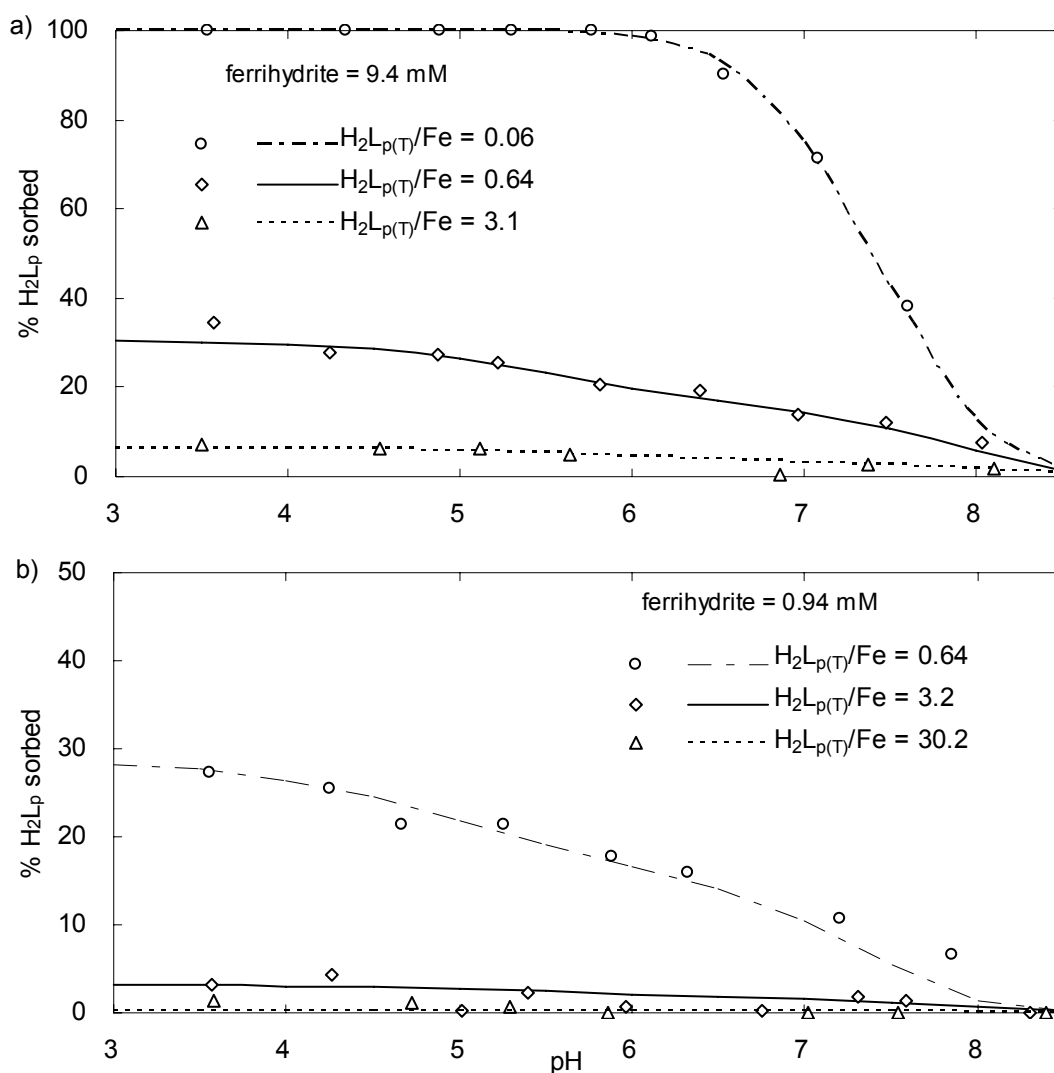 a)
100
80
60
40
20
0
% H₂Lₚ sorbed
ferrihydrite = 9.4 mM
H₂Lₚ₍T₎/Fe = 0.06
H₂Lₚ₍T₎/Fe = 0.64
H₂Lₚ₍T₎/Fe = 3.1
3 4 5 6 7 8
b)
50
40
30
20
10
0
% H₂Lₚ sorbed
ferrihydrite = 0.94 mM
H₂Lₚ₍T₎/Fe = 0.64
H₂Lₚ₍T₎/Fe = 3.2
H₂Lₚ₍T₎/Fe = 30.2
3 4 5 6 7 8
pH